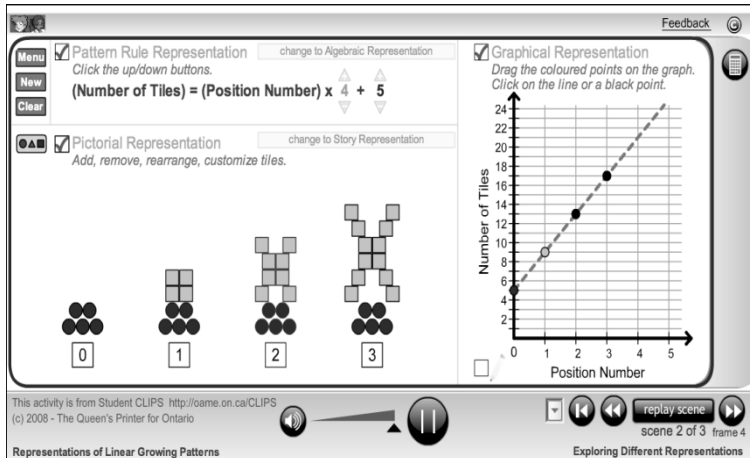 Feedback
Menu
New
Clear
Pattern Rule Representation
change to Algebraic Representation
Click the up/down buttons.
(Number of Tiles) = (Position Number) x 4 + 5
Pictorial Representation
change to Story Representation
Add, remove, rearrange, customize tiles.
0
1
2
3
Graphical Representation
Drag the coloured points on the graph.
Click on the line or a black point.
24
22
20
18
16
14
12
10
8
6
4
2
Number of Tiles
0 1 2 3 4 5
Position Number
This activity is from Student CLIPS http://oame.on.ca/CLIPS
(c) 2008 - The Queen's Printer for Ontario
replay scene
scene 2 of 3 frame 4
Representations of Linear Growing Patterns
Exploring Different Representations